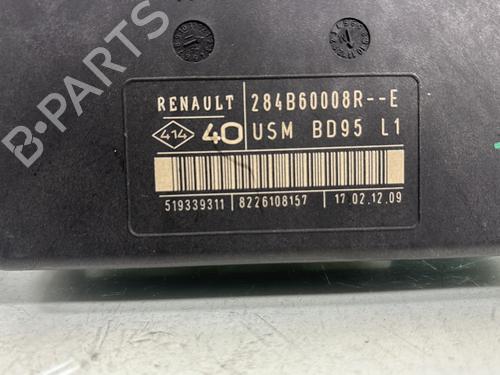 RENAULT 284B60008R--E
414 40 USM BD95 L1
519339311 8226108157 17.02.12.09
B-PARTS